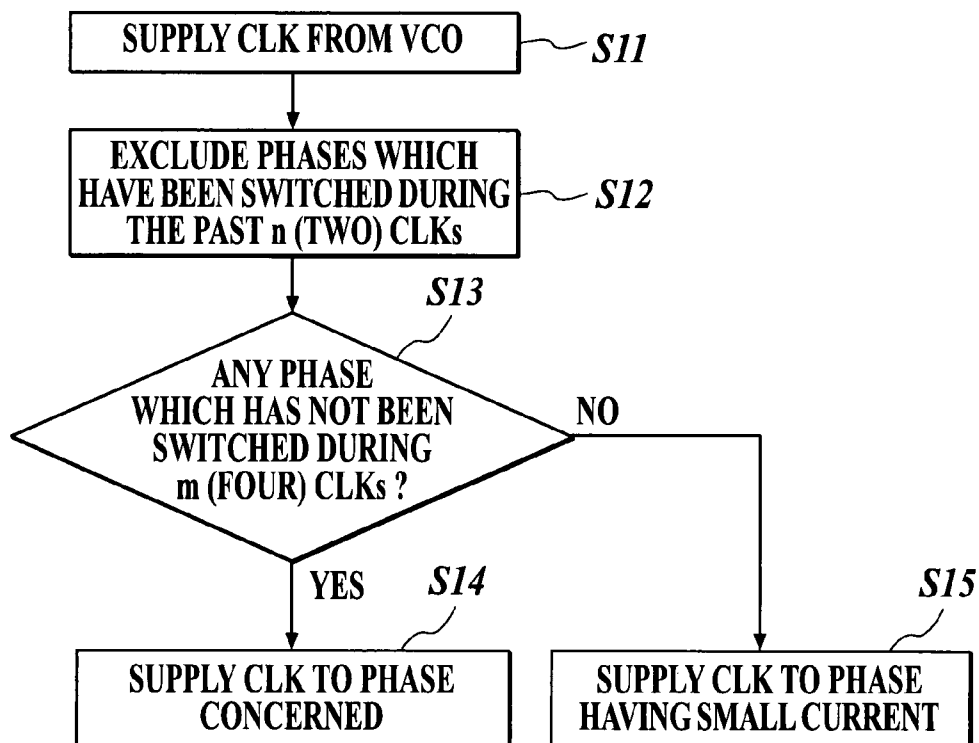 SUPPLY CLK FROM VCO
S11
EXCLUDE PHASES WHICH
HAVE BEEN SWITCHED DURING
THE PAST n (TWO) CLKs
S12
S13
ANY PHASE
WHICH HAS NOT BEEN
SWITCHED DURING
m (FOUR) CLKs ?
NO
YES
S14
SUPPLY CLK TO PHASE
CONCERNED
S15
SUPPLY CLK TO PHASE
HAVING SMALL CURRENT